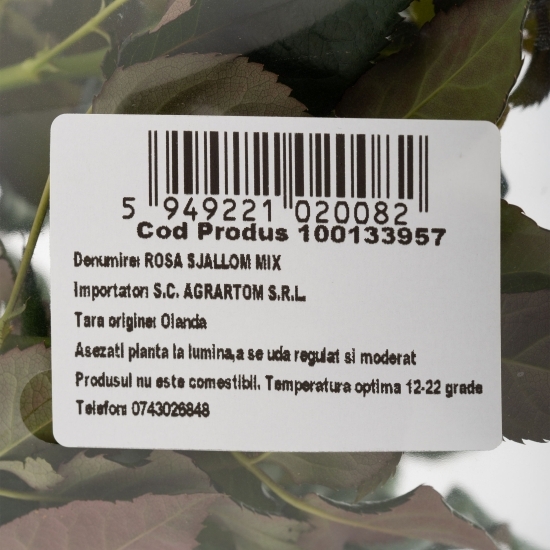 5 949221 020082
Cod Produs 100133957
Denumire: ROSA SJALLOM MIX
Importator: S.C. AGRARTOM S.R.L.
Tara origine: Olanda
Asezati planta la lumina,a se uda regulat si moderat
Produsul nu este comestibil. Temperatura optima 12-22 grade
Telefon: 0743026848